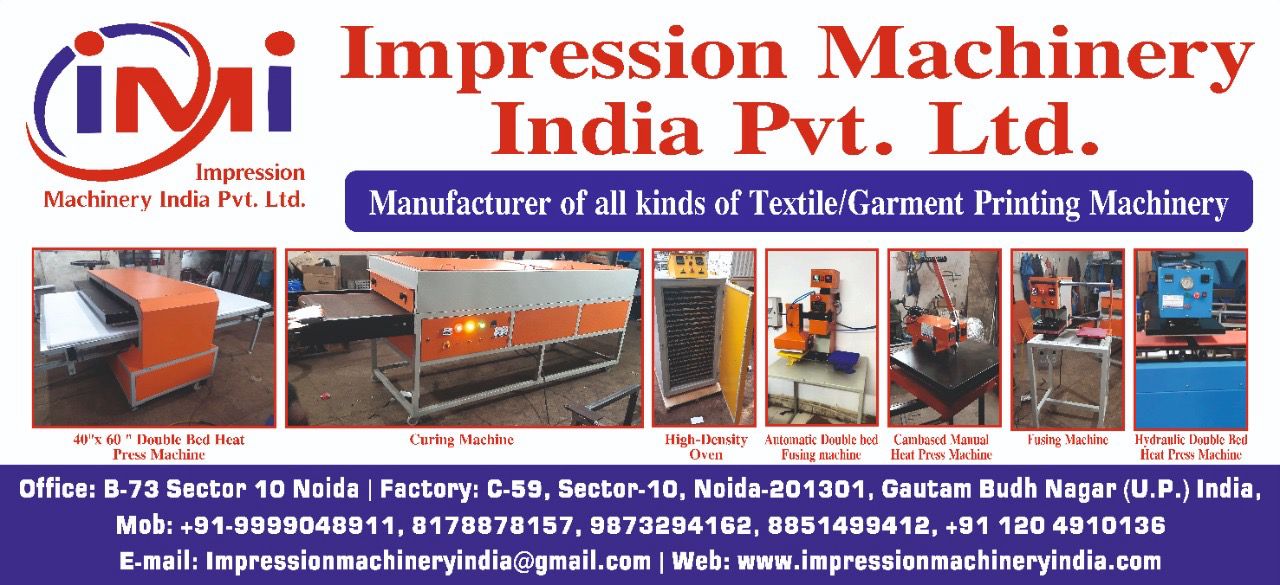 iMi
Impression
Machinery India Pvt. Ltd.
Impression Machinery
India Pvt. Ltd.
Manufacturer of all kinds of Textile/Garment Printing Machinery
40"x 60 " Double Bed Heat
Press Machine
Curing Machine
High-Density
Oven
Automatic Double bed
Fusing machine
Cambased Manual
Heat Press Machine
Fusing Machine
Hydraulic Double Bed
Heat Press Machine
Office: B-73 Sector 10 Noida | Factory: C-59, Sector-10, Noida-201301, Gautam Budh Nagar (U.P.) India,
Mob: +91-9999048911, 8178878157, 9873294162, 8851499412, +91 120 4910136
E-mail: Impressionmachineryindia@gmail.com | Web: www.impressionmachineryindia.com